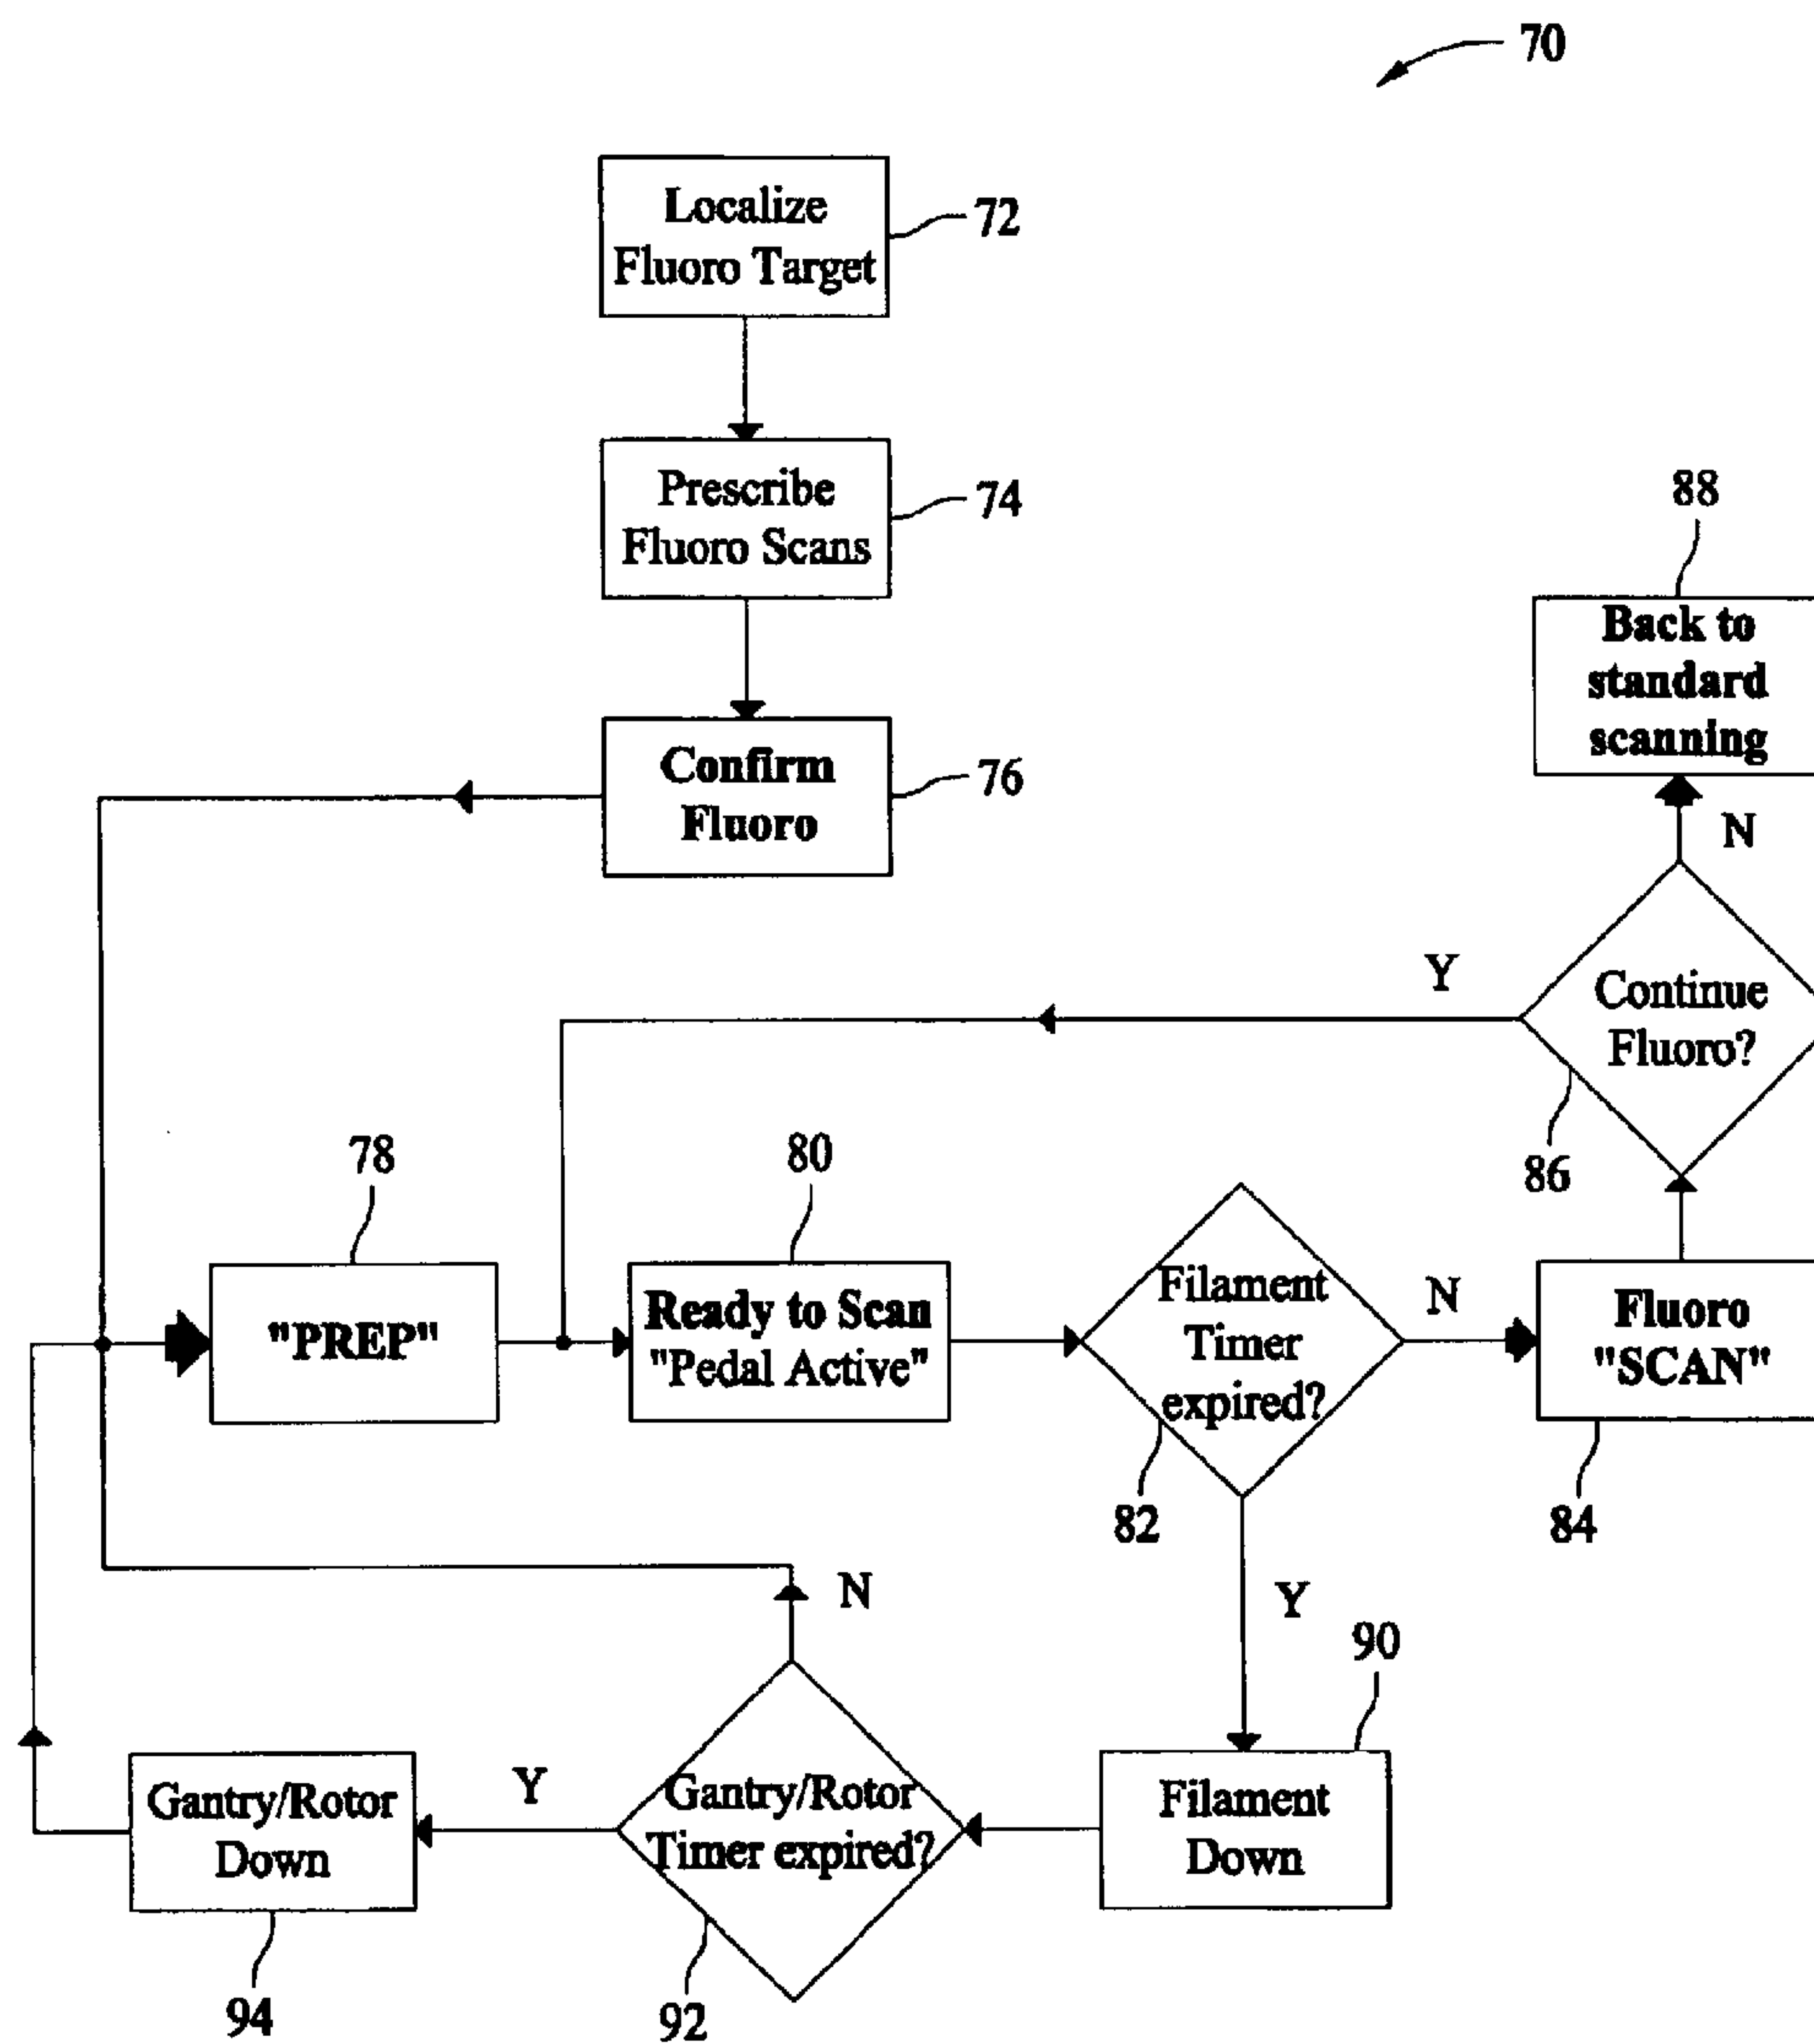 70
Localize
Fluoro Target
72
Prescribe
Fluoro Scans
74
Confirm
Fluoro
76
88
Back to
standard
scanning
N
Y
Continue
Fluoro?
86
78
"PREP"
80
Ready to Scan
"Pedal Active"
Filament
Timer
expired?
82
N
Fluoro
"SCAN"
84
Y
90
Filament
Down
N
Gantry/Rotor
Timer expired?
92
Y
Gantry/Rotor
Down
94